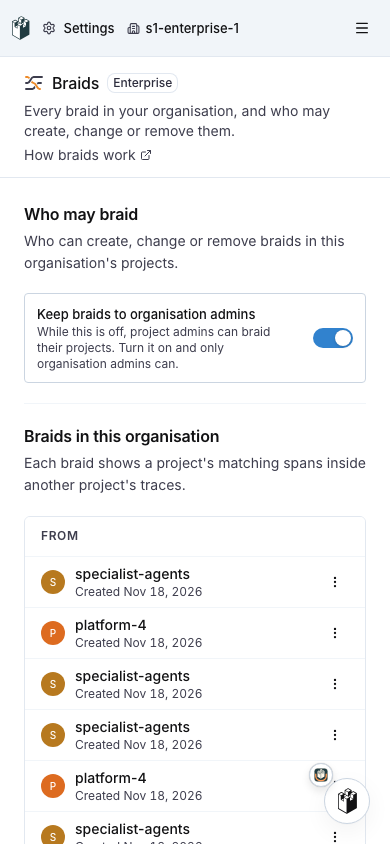 Settings s1-enterprise-1
Braids Enterprise
Every braid in your organisation, and who may
create, change or remove them.
How braids work
Who may braid
Who can create, change or remove braids in this
organisation's projects.
Keep braids to organisation admins
While this is off, project admins can braid
their projects. Turn it on and only
organisation admins can.
Braids in this organisation
Each braid shows a project's matching spans inside
another project's traces.
FROM
S specialist-agents
Created Nov 18, 2026
P platform-4
Created Nov 18, 2026
S specialist-agents
Created Nov 18, 2026
S specialist-agents
Created Nov 18, 2026
P platform-4
Created Nov 18, 2026
S specialist-agents